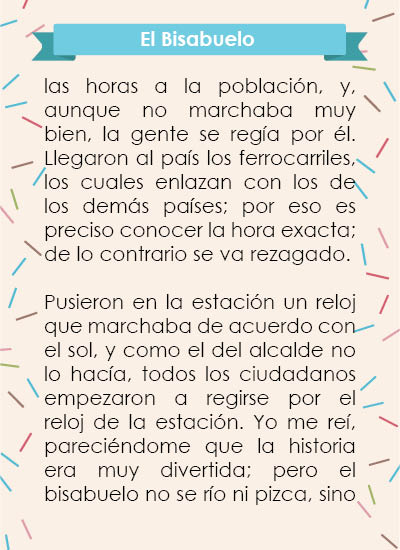 El Bisabuelo
las horas a la población, y,
aunque no marchaba muy
bien, la gente se regía por él.
Llegaron al país los ferrocarriles,
los cuales enlazan con los de
los demás países; por eso es
preciso conocer la hora exacta;
de lo contrario se va rezagado.
Pusieron en la estación un reloj
que marchaba de acuerdo con
el sol, y como el del alcalde no
lo hacía, todos los ciudadanos
empezaron a regirse por el
reloj de la estación. Yo me reí,
pareciéndome que la historia
era muy divertida; pero el
bisabuelo no se río ni pizca, sino